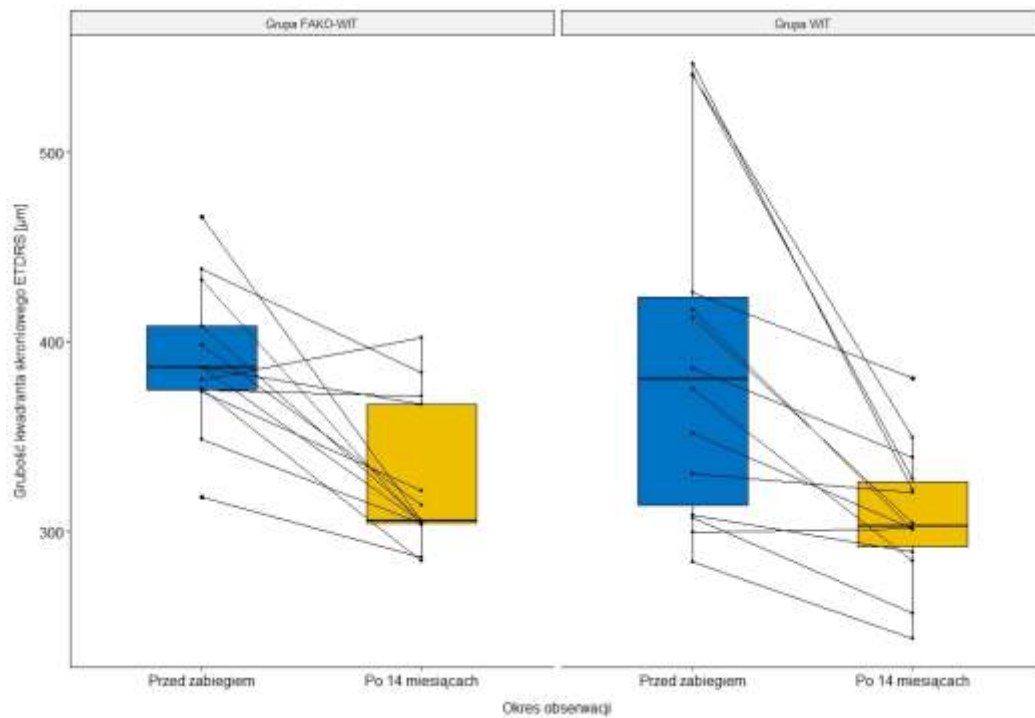 Grupa FAKO-WIT
Grupa WIT
Grubość kwadranta skroniowego ETDRS [µm]
500
400
300
Przed zabiegiem
Po 14 miesiącach
Przed zabiegiem
Po 14 miesiącach
Okres obserwacji